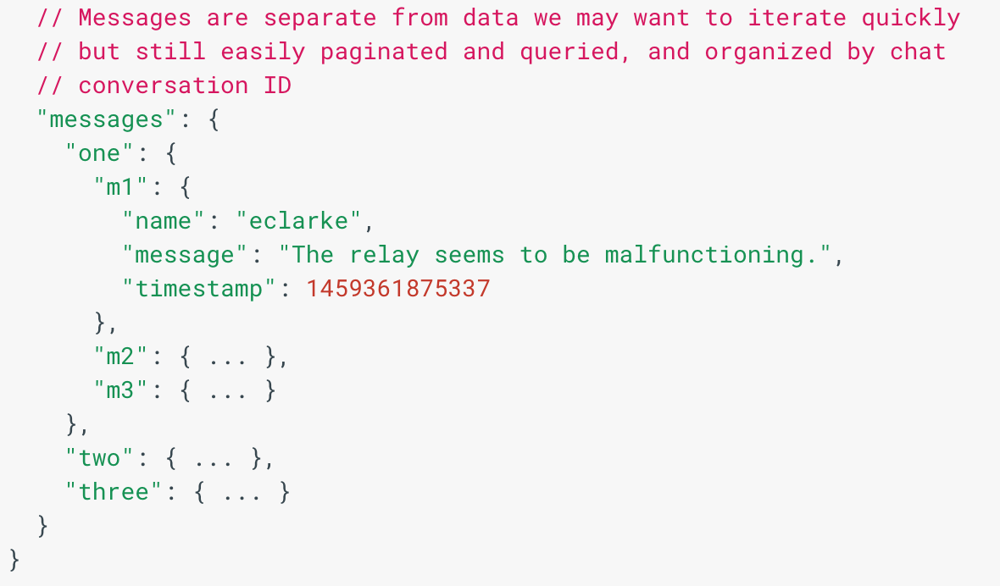 // Messages are separate from data we may want to iterate quickly
// but still easily paginated and queried, and organized by chat
// conversation ID
"messages": {
"one": {
"m1": {
"name": "eclarke",
"message": "The relay seems to be malfunctioning.",
"timestamp": 1459361875337
},
"m2": { ... },
"m3": { ... }
},
"two": { ... },
"three": { ... }
}
}